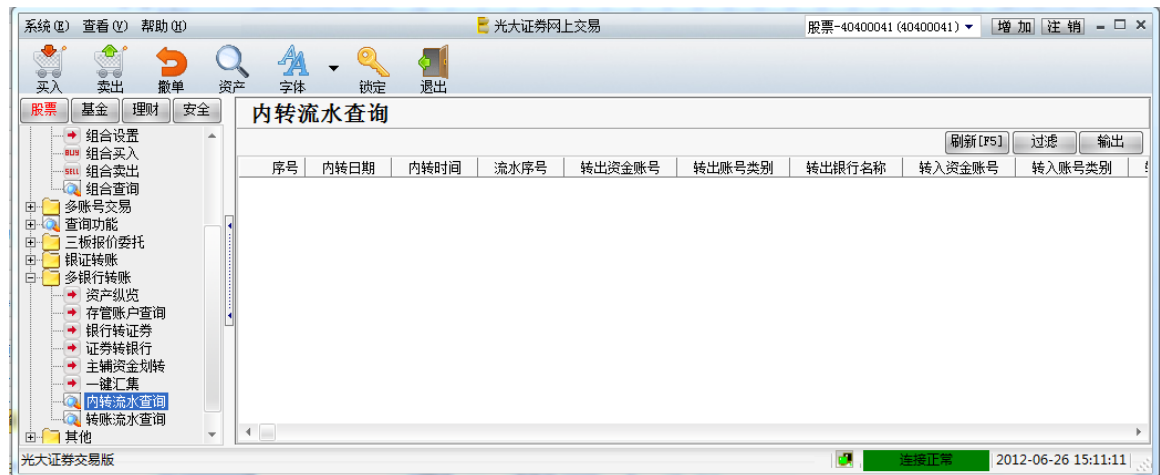 系统(E) 查看(V) 帮助(H) 光大证券网上交易 股票-40400041 (40400041) 增 加 注 销
买入 卖出 撤单 资产 字体 锁定 退出
股票 基金 理财 安全
内转流水查询
刷新[F5] 过滤 输出
序号 内转日期 内转时间 流水序号 转出资金账号 转出账号类别 转出银行名称 转入资金账号 转入账号类别
组合设置
BUY 组合买入
SELL 组合卖出
组合查询
多账号交易
查询功能
三板报价委托
银证转账
多银行转账
资产纵览
存管账户查询
银行转证券
证券转银行
主辅资金划转
一键汇集
内转流水查询
转账流水查询
其他
光大证券交易版 连接正常 2012-06-26 15:11:11